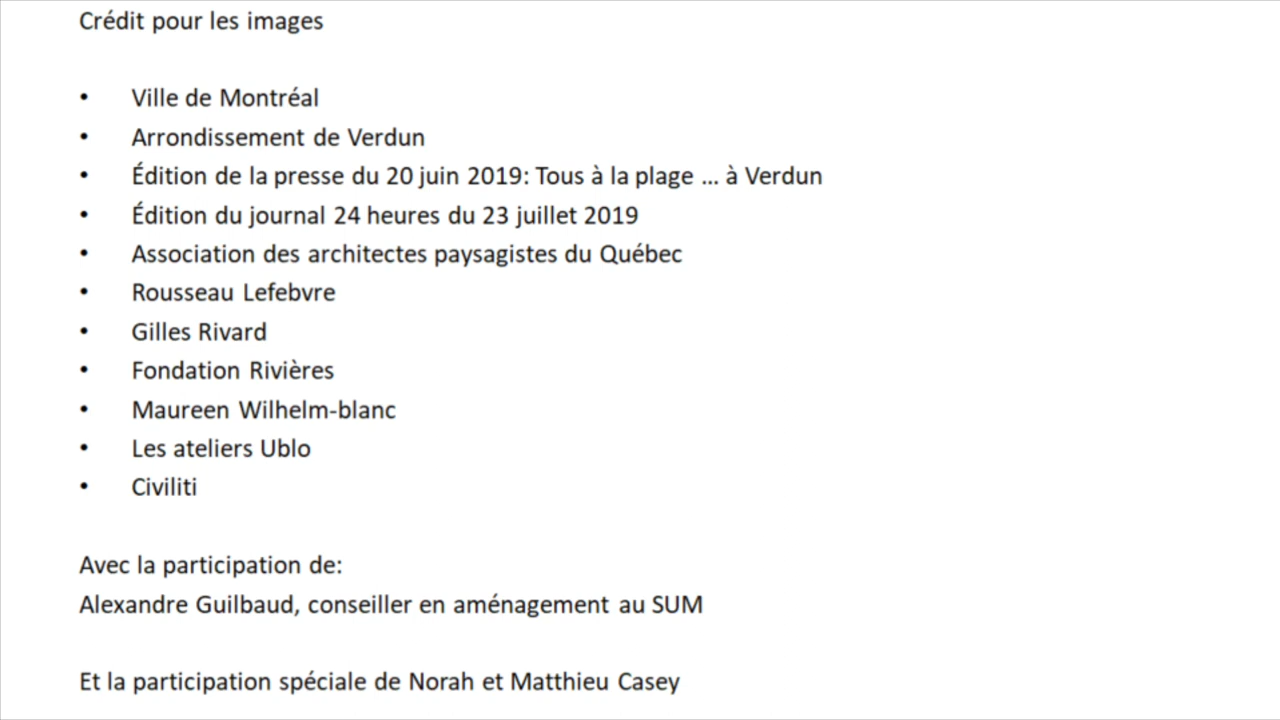 Crédit pour les images
• Ville de Montréal
• Arrondissement de Verdun
• Édition de la presse du 20 juin 2019: Tous à la plage ... à Verdun
• Édition du journal 24 heures du 23 juillet 2019
• Association des architectes paysagistes du Québec
• Rousseau Lefebvre
• Gilles Rivard
• Fondation Rivières
• Maureen Wilhelm-blanc
• Les ateliers Ublo
• Civiliti
Avec la participation de:
Alexandre Guilbaud, conseiller en aménagement au SUM
Et la participation spéciale de Norah et Matthieu Casey